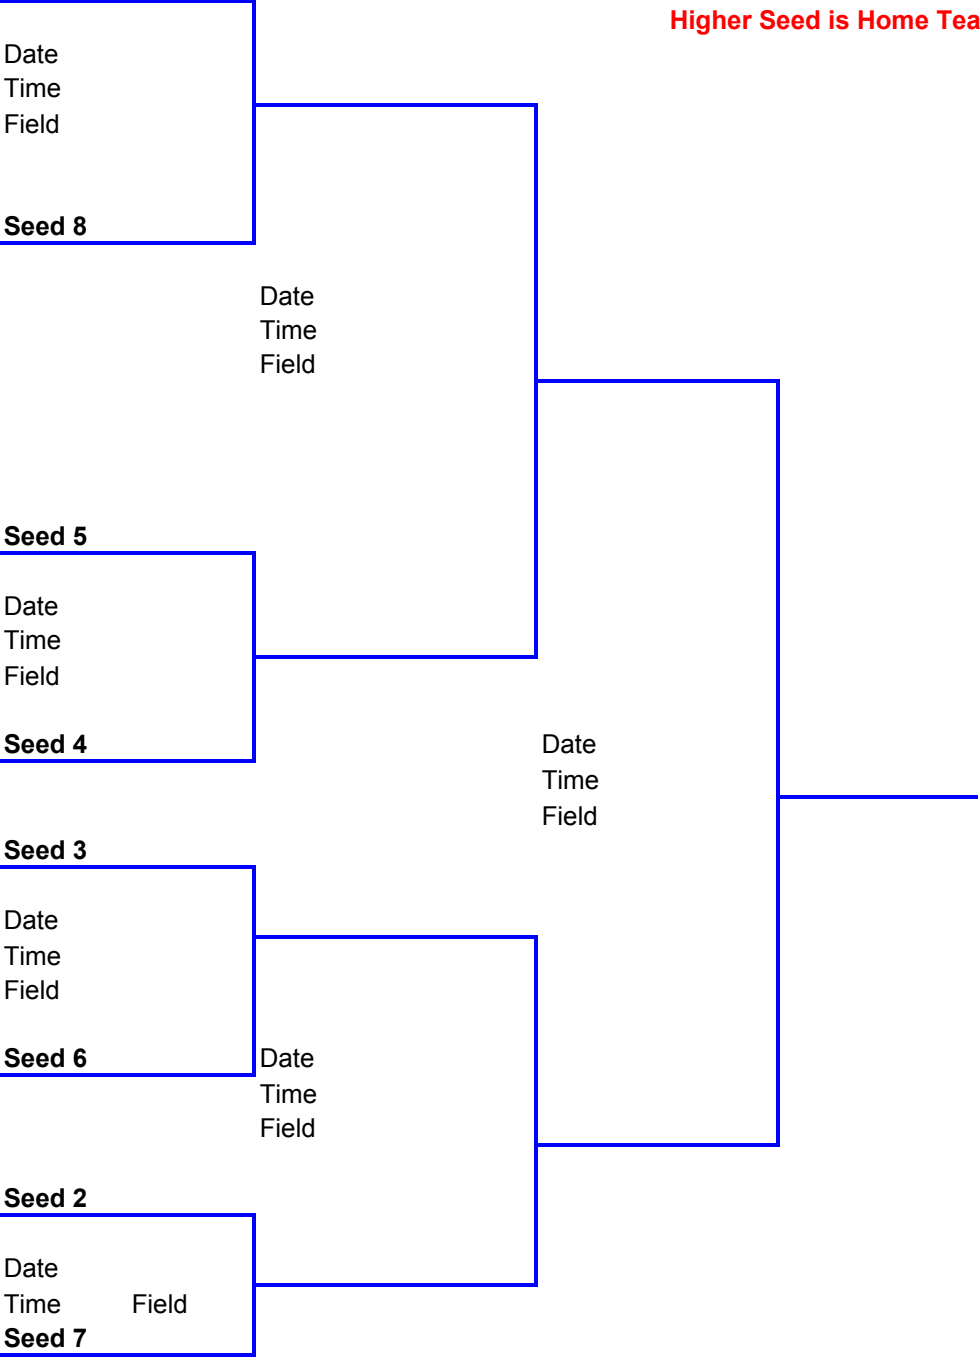 Higher Seed is Home Tea
Date
Time
Field
Seed 8
Date
Time
Field
Seed 5
Date
Time
Field
Seed 4
Date
Time
Field
Seed 3
Date
Time
Field
Seed 6
Date
Time
Field
Seed 2
Date
Time Field
Seed 7